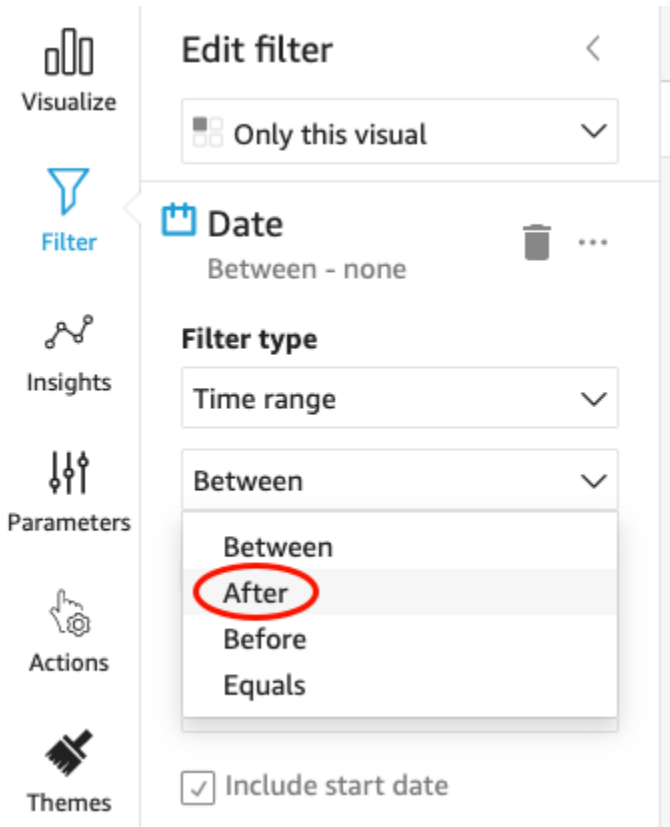 Visualize
Filter
Insights
Parameters
Actions
Themes
Edit filter
Only this visual
Date
Between - none
Filter type
Time range
Between
Between
After
Before
Equals
Include start date